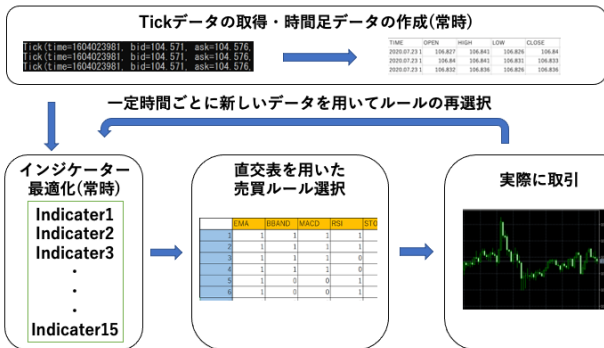 Tickデータの取得・時間足データの作成(常時)
Tick(time=1604023981, bid=104.571, ask=104.576,
Tick(time=1604023981, bid=104.571, ask=104.576,
Tick(time=1604023981, bid=104.571, ask=104.576,
TIME OPEN HIGH LOW CLOSE
2020.07.23 1 106.827 106.841 106.826 106.84
2020.07.23 1 106.84 106.841 106.831 106.833
2020.07.23 1 106.832 106.836 106.826 106.836
一定時間ごとに新しいデータを用いてルールの再選択
インジケーター
最適化(常時)
Indicater1
Indicater2
Indicater3
・
・
・
Indicater15
直交表を用いた
売買ルール選択
EMA BBAND MACD RSI STO
1 1 1 1 1
2 1 1 1 1
3 1 1 1 0
4 1 1 1 0
5 1 0 0 1
6 1 0 0 1
実際に取引